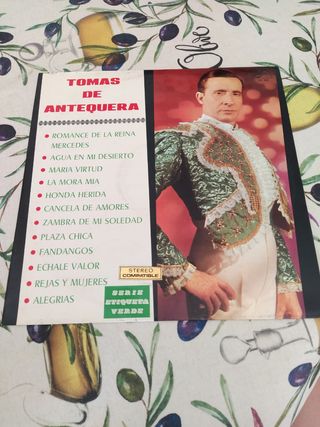 Olive
TOMAS
DE
ANTEQUERA
ROMANCE DE LA REINA
MERCEDES
AGUA EN MI DESIERTO
MARIA VIRTUD
LA MORA MIA
HONDA HERIDA
CANCELA DE AMORES
ZAMBRA DE MI SOLEDAD
PLAZA CHICA
FANDANGOS
ECHALE VALOR
REJAS Y MUJERES
ALEGRIAS
STEREO
COMPATIBLE
SERIE
ETIQUETA
VERDE